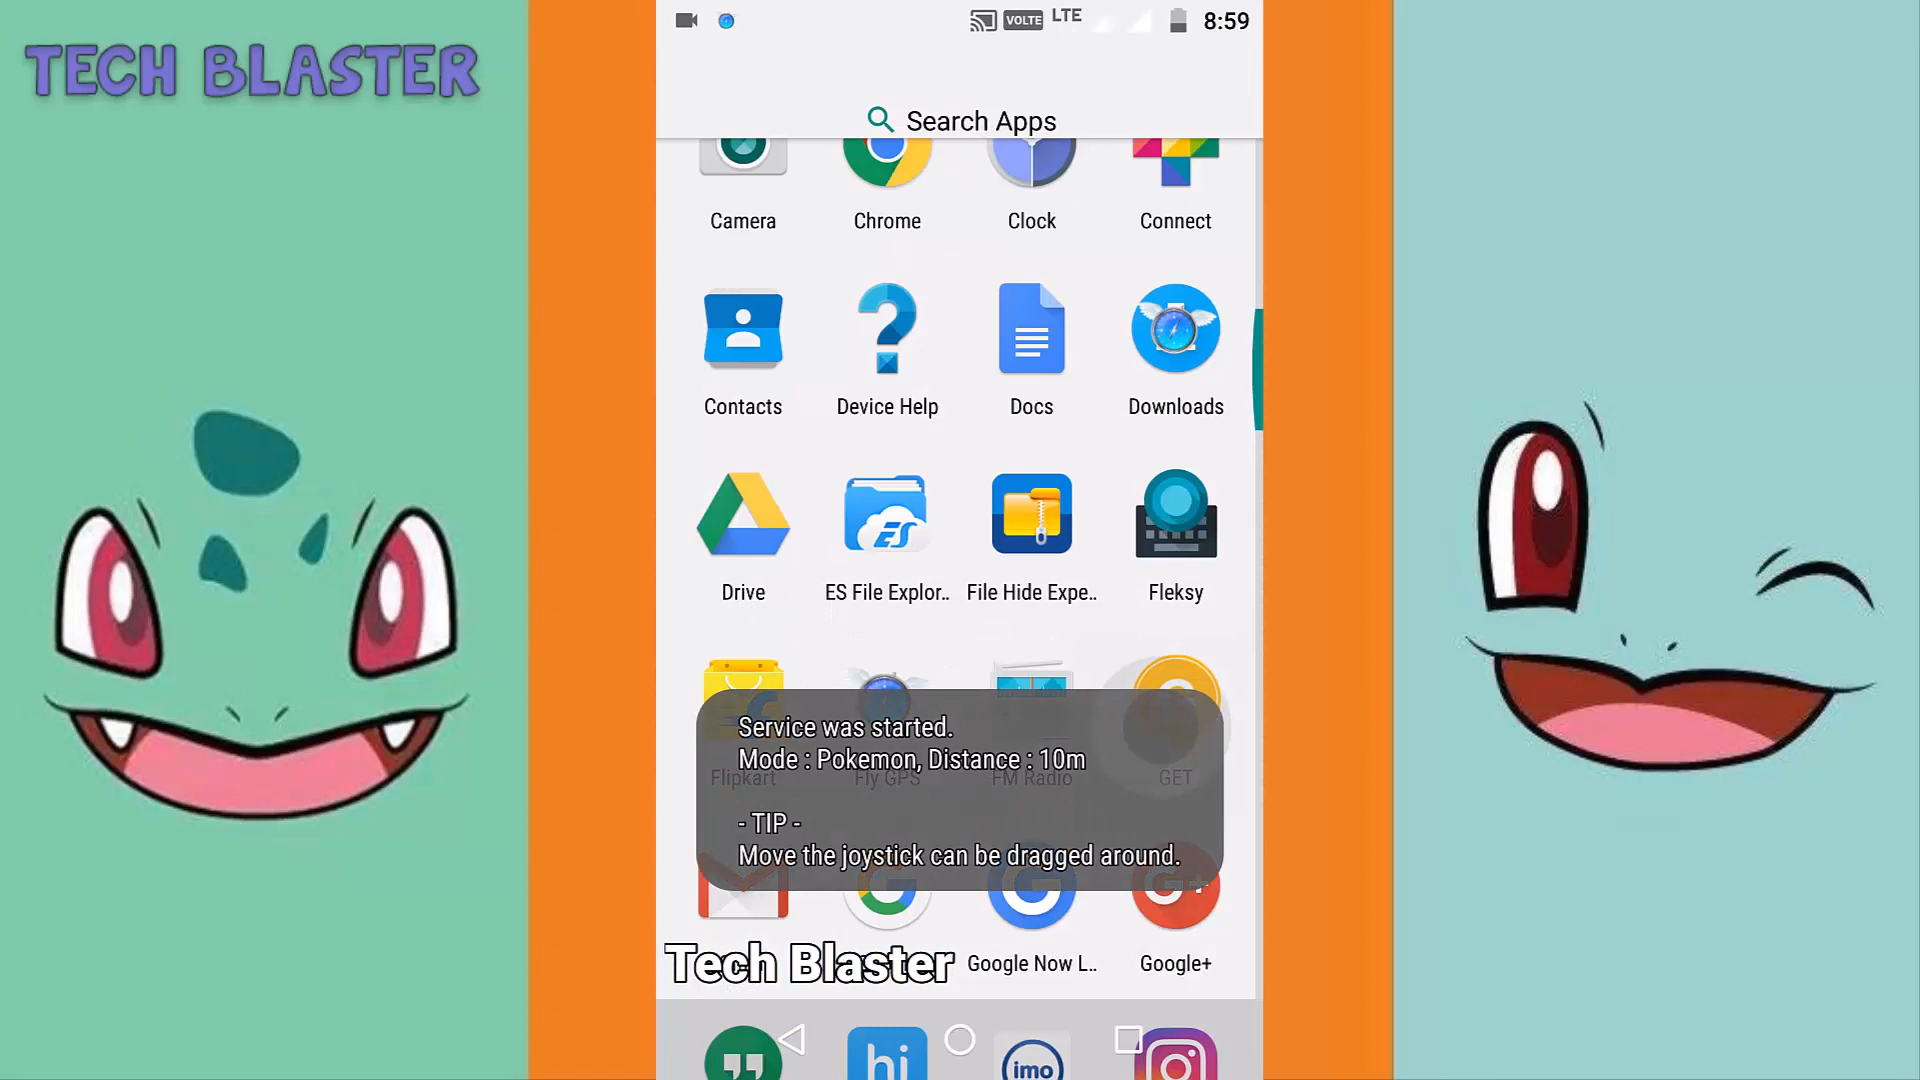 TECH BLASTER
VOLTE LTE 8:59
Search Apps
Camera Chrome Clock Connect
Contacts Device Help Docs Downloads
ES
Drive ES File Explor.. File Hide Expe.. Fleksy
Service was started.
Mode : Pokemon, Distance : 10m
Flipkart Fly GPS FM Radio GET
- TIP -
Move the joystick can be dragged around.
G+
Tech Blaster Google Now L.. Google+
hi imo